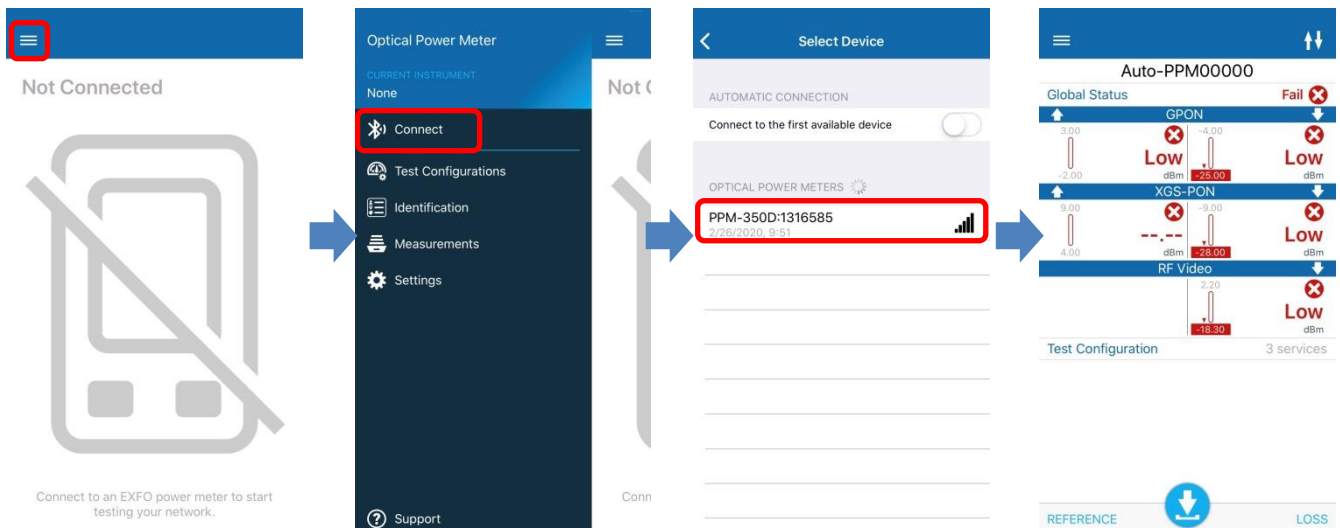 Not Connected
Connect to an EXFO power meter to start
testing your network.
Optical Power Meter
CURRENT INSTRUMENT
None
Connect
Test Configurations
Identification
Measurements
Settings
Support
Not C
Conn
Select Device
AUTOMATIC CONNECTION
Connect to the first available device
OPTICAL POWER METERS
PPM-350D:1316585
2/26/2020, 9:51
Auto-PPM00000
Global Status Fail
GPON
3.00 -4.00
Low Low
-2.00 dBm -25.00 dBm
XGS-PON
9.00 -9.00
--.-- Low
4.00 dBm -28.00 dBm
RF Video
2.20
Low
-18.30 dBm
Test Configuration 3 services
REFERENCE LOSS